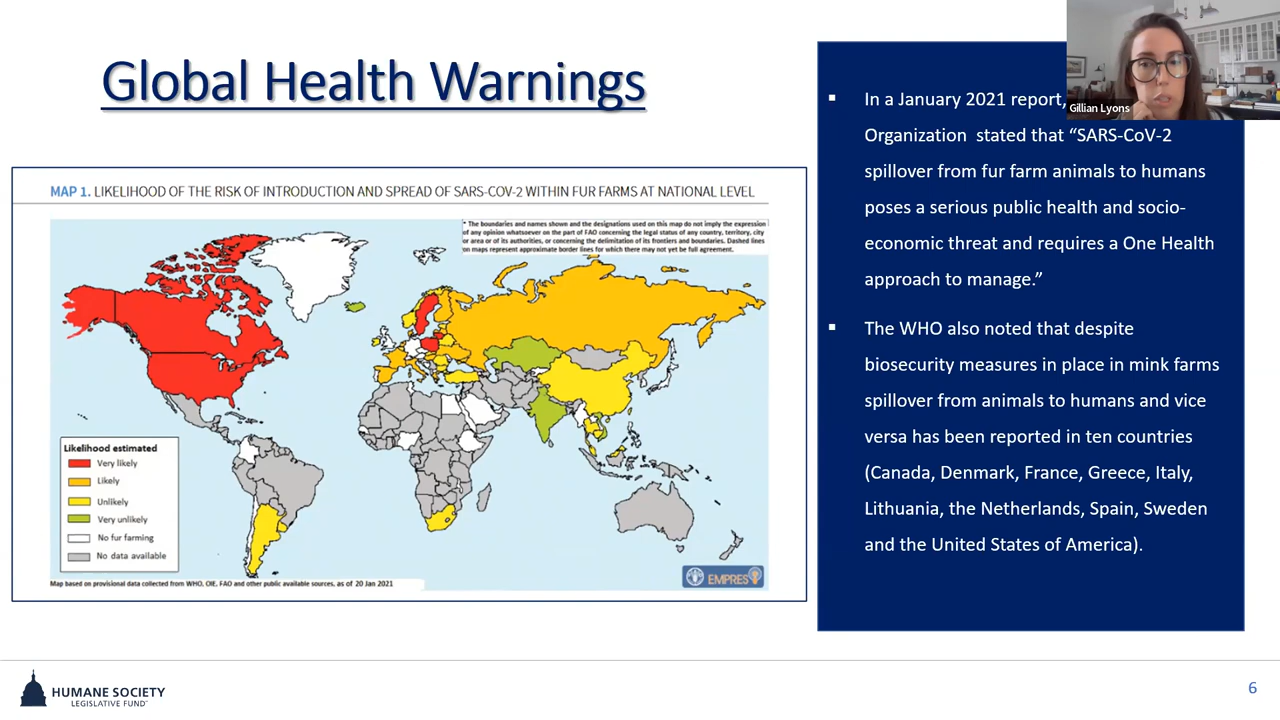 Global Health Warnings
MAP 1. LIKELIHOOD OF THE RISK OF INTRODUCTION AND SPREAD OF SARS-COV-2 WITHIN FUR FARMS AT NATIONAL LEVEL
* The boundaries and names shown and the designations used on this map do not imply the expression
of any opinion whatsoever on the part of FAO concerning the legal status of any country, territory, city
or area or of its authorities, or concerning the delimitation of its frontiers and boundaries. Dashed lines
on maps represent approximate border lines for which there may not yet be full agreement.
Likelihood estimated
Very likely
Likely
Unlikely
Very unlikely
No fur farming
No data available
Map based on provisional data collected from WHO, OIE, FAO and other public available sources, as of 20 Jan 2021
EMPRES
▪ In a January 2021 report,
Organization stated that “SARS-CoV-2
spillover from fur farm animals to humans
poses a serious public health and socio-
economic threat and requires a One Health
approach to manage.”
▪ The WHO also noted that despite
biosecurity measures in place in mink farms
spillover from animals to humans and vice
versa has been reported in ten countries
(Canada, Denmark, France, Greece, Italy,
Lithuania, the Netherlands, Spain, Sweden
and the United States of America).
Gillian Lyons
HUMANE SOCIETY
LEGISLATIVE FUND
6